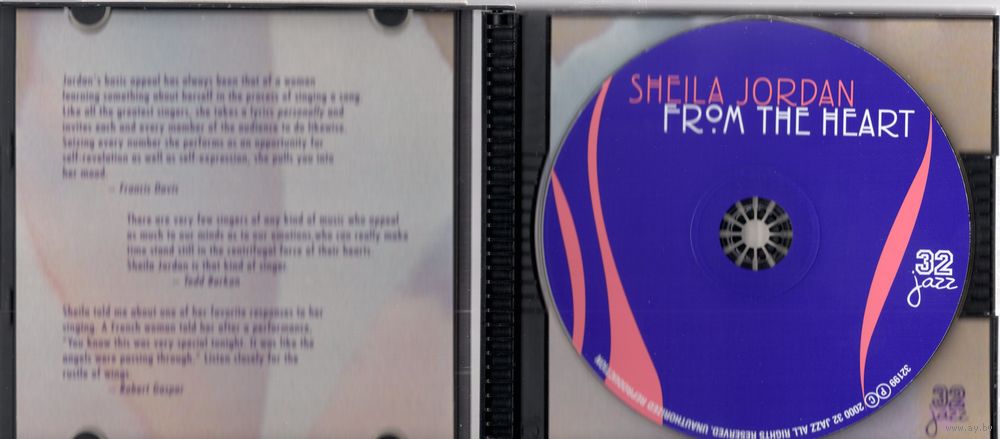 Jordan's basic appeal has always been that of a woman
learning something about herself in the process of singing a song.
Like all the greatest singers, she takes a lyric personally and
invites each and every member of the audience to do likewise.
Seizing every number she performs as an opportunity for
self-revelation as well as self-expression, she pulls you into
her mood.
— Francis Davis
There are very few singers of any kind of music who appeal
as much to our minds as to our emotions, who can really make
time stand still in the centrifugal force of their hearts.
Sheila Jordan is that kind of singer.
— Todd Barkan
Sheila told me about one of her favorite responses to her
singing. A French woman told her after a performance,
"You know this was very special tonight. It was like the
angels were passing through." Listen closely for the
rustle of wings.
— Robert Gasper
SHEILA JORDAN
FROM THE HEART
32
jazz
32199 Ⓟ Ⓒ 2000 32 JAZZ ALL RIGHTS RESERVED. UNAUTHORIZED REPRODUCTION
32
jazz
www.ay.by